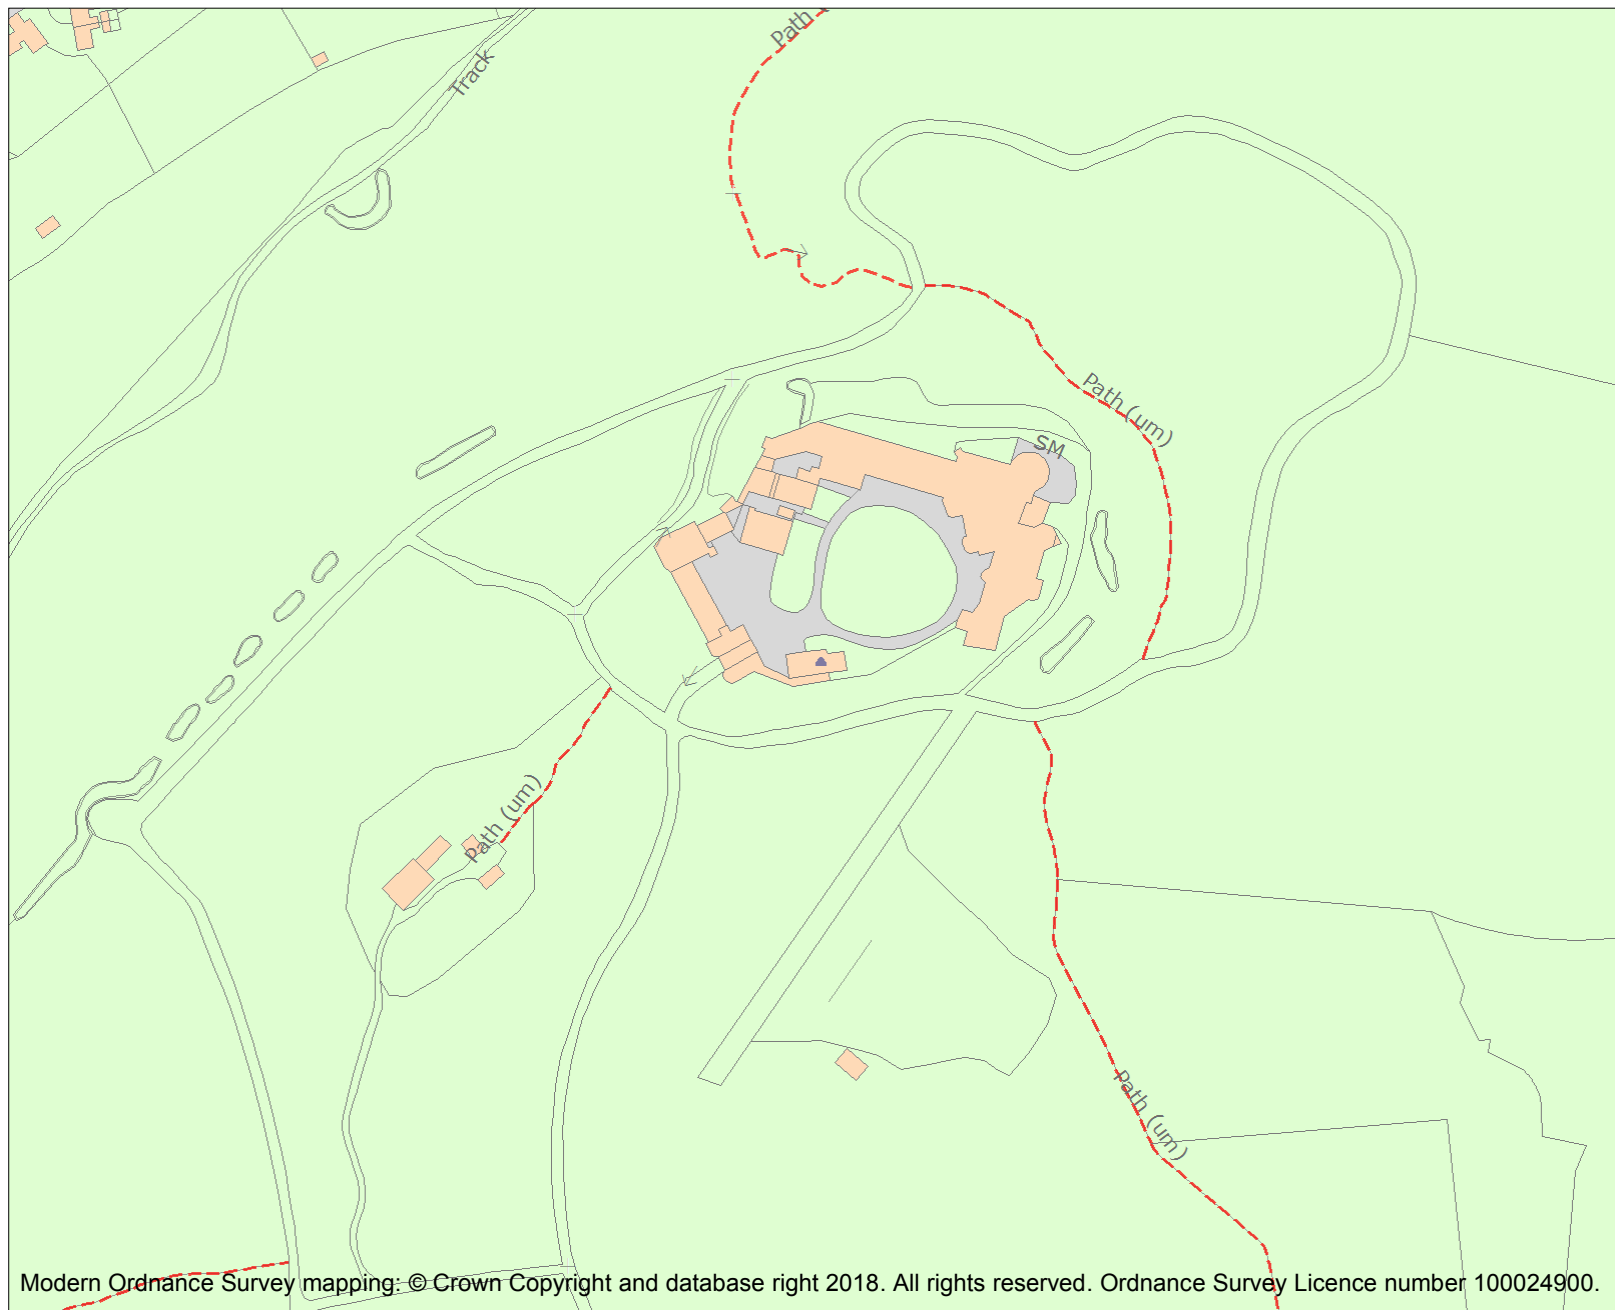 Path
Track
Path (um)
SM
Path (um)
Path (um)
Modern Ordnance Survey mapping: © Crown Copyright and database right 2018. All rights reserved. Ordnance Survey Licence number 100024900.